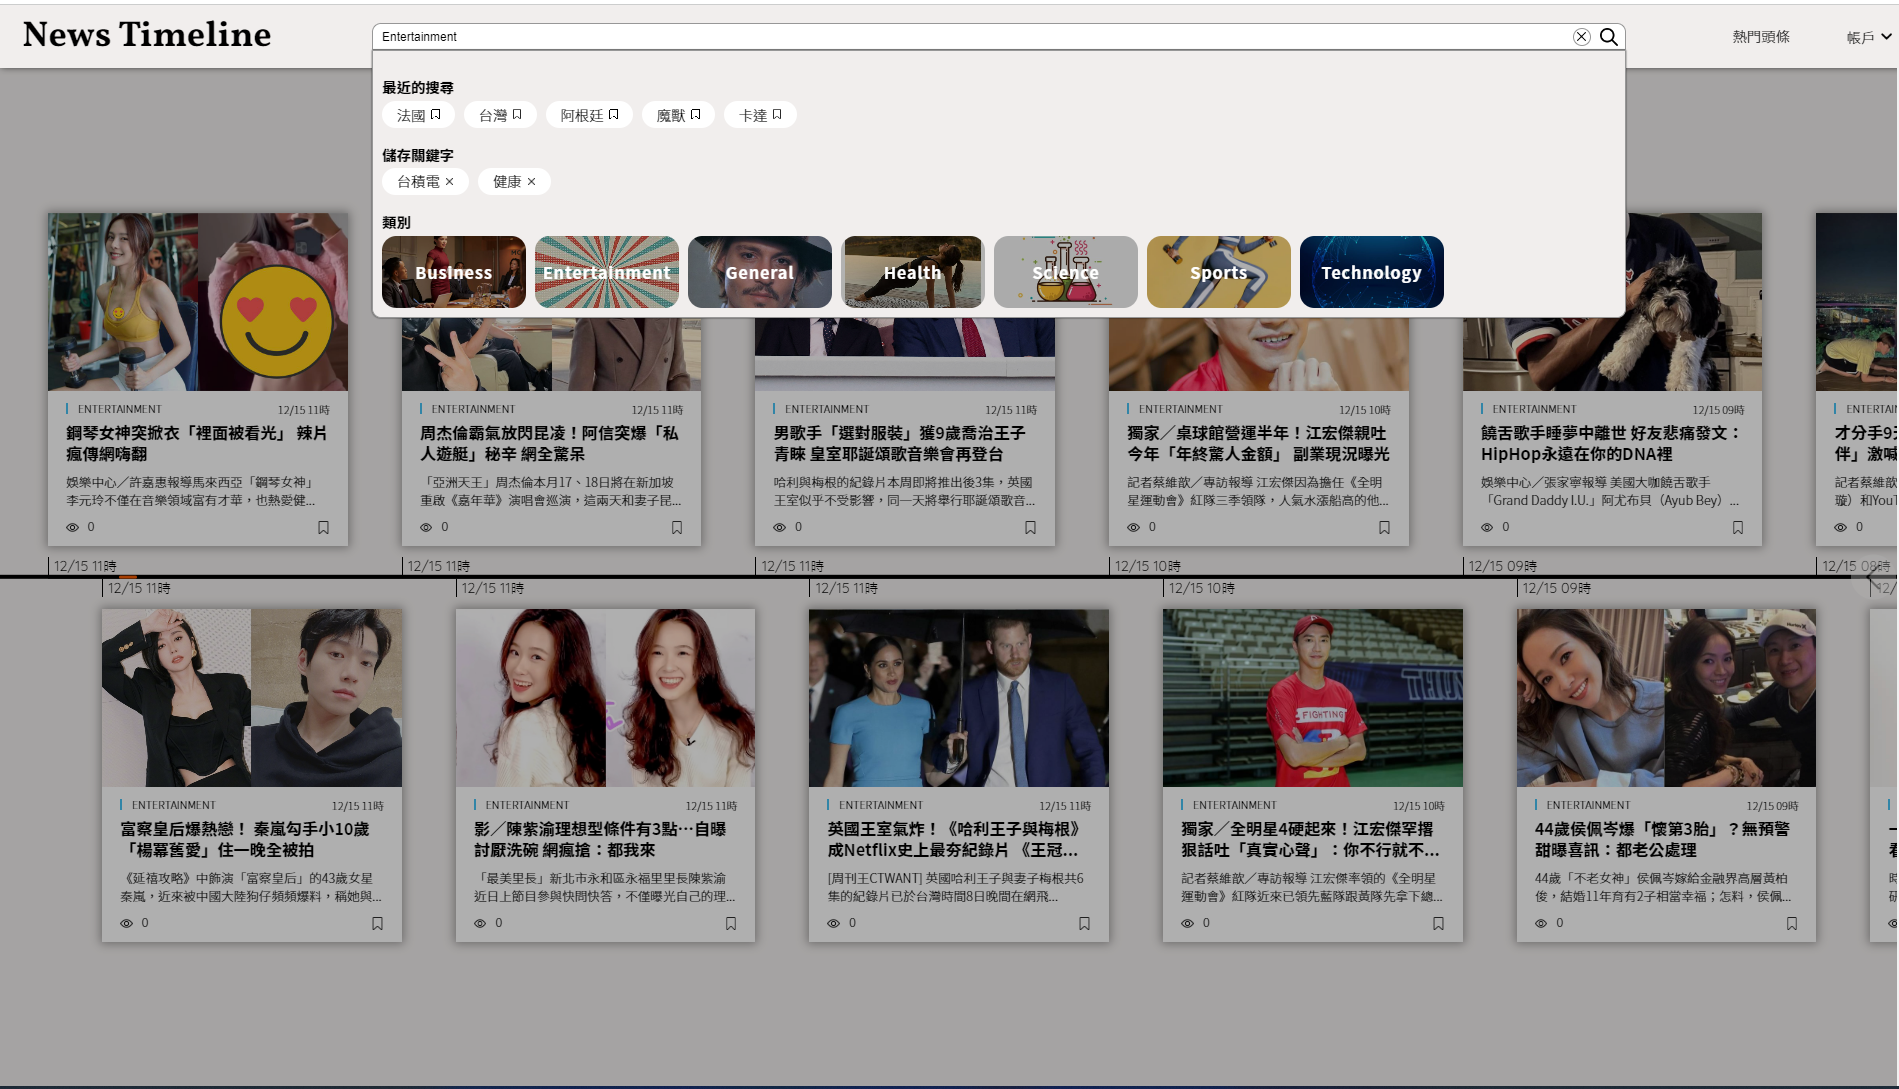 News Timeline
Entertainment
熱門頭條
帳戶
最近的搜尋
法國 台灣 阿根廷 魔獸 卡達
儲存關鍵字
台積電 × 健康 ×
類別
Business Entertainment General Health Science Sports Technology
ENTERTAINMENT 12/15 11時
鋼琴女神突掀衣「裡面被看光」 辣片
瘋傳網嗨翻
娛樂中心／許嘉惠報導馬來西亞「鋼琴女神」
李元玲不僅在音樂領域富有才華，也熱愛健...
0
ENTERTAINMENT 12/15 11時
周杰倫霸氣放閃昆凌！阿信突爆「私
人遊艇」秘辛 網全驚呆
「亞洲天王」周杰倫本月17、18日將在新加坡
重啟《嘉年華》演唱會巡演，這兩天和妻子昆...
0
ENTERTAINMENT 12/15 11時
男歌手「選對服裝」獲9歲喬治王子
青睞 皇室耶誕頌歌音樂會再登台
哈利與梅根的紀錄片本周即將推出後3集，英國
王室似乎不受影響，同一天將舉行耶誕頌歌音...
0
ENTERTAINMENT 12/15 10時
獨家／桌球館營運半年！江宏傑親吐
今年「年終驚人金額」 副業現況曝光
記者蔡維歆／專訪報導 江宏傑因為擔任《全明
星運動會》紅隊三季領隊，人氣水漲船高的他...
0
ENTERTAINMENT 12/15 09時
饒舌歌手睡夢中離世 好友悲痛發文：
HipHop永遠在你的DNA裡
娛樂中心／張家寧報導 美國大咖饒舌歌手
「Grand Daddy I.U.」阿尤布貝（Ayub Bey）...
0
ENTERTAI
才分手9天
伴」激喊
記者蔡維歆
璇）和YouT
0
12/15 11時 12/15 11時 12/15 11時 12/15 10時 12/15 09時 12/15 08時
12/15 11時 12/15 11時 12/15 11時 12/15 10時 12/15 09時 12/
FIGHTING
ENTERTAINMENT 12/15 11時
富察皇后爆熱戀！ 秦嵐勾手小10歲
「楊冪舊愛」住一晚全被拍
《延禧攻略》中飾演「富察皇后」的43歲女星
秦嵐，近來被中國大陸狗仔頻頻爆料，稱她與...
0
ENTERTAINMENT 12/15 11時
影／陳紫渝理想型條件有3點…自曝
討厭洗碗 網瘋搶：都我來
「最美里長」新北市永和區永福里里長陳紫渝
近日上節目參與快問快答，不僅曝光自己的理...
0
ENTERTAINMENT 12/15 11時
英國王室氣炸！《哈利王子與梅根》
成Netflix史上最夯紀錄片 《王冠...
[周刊王CTWANT] 英國哈利王子與妻子梅根共6
集的紀錄片已於台灣時間8日晚間在網飛...
0
ENTERTAINMENT 12/15 10時
獨家／全明星4硬起來！江宏傑罕撂
狠話吐「真實心聲」：你不行就不...
記者蔡維歆／專訪報導 江宏傑率領的《全明星
運動會》紅隊近來已領先藍隊跟黃隊先拿下總...
0
ENTERTAINMENT 12/15 09時
44歲侯佩岑爆「懷第3胎」？無預警
甜曝喜訊：都老公處理
44歲「不老女神」侯佩岑嫁給金融界高層黃柏
俊，結婚11年育有2子相當幸福；怎料，侯佩...
0